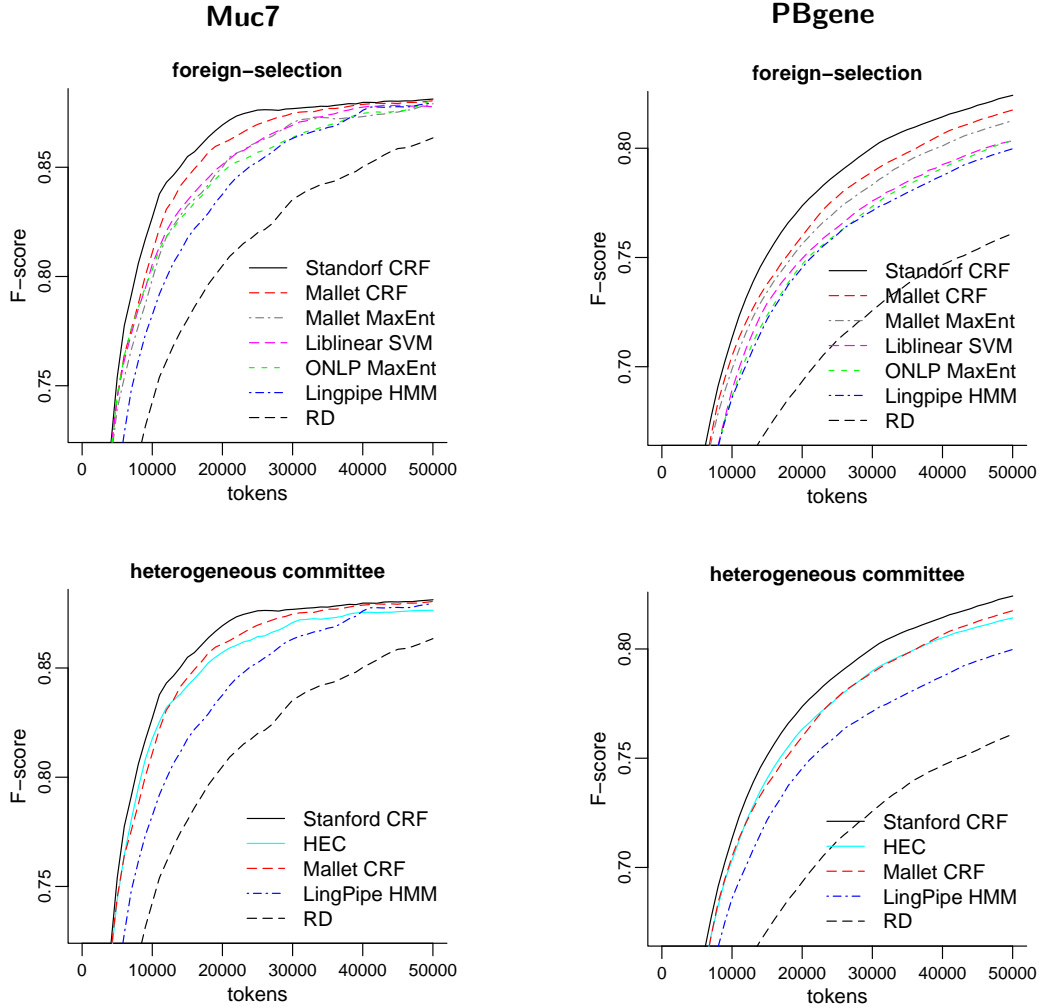 Muc7
PBgene
foreign−selection
F−score
0.85
0.80
0.75
Standorf CRF
Mallet CRF
Mallet MaxEnt
Liblinear SVM
ONLP MaxEnt
Lingpipe HMM
RD
0 10000 20000 30000 40000 50000
tokens
foreign−selection
F−score
0.80
0.75
0.70
Standorf CRF
Mallet CRF
Mallet MaxEnt
Liblinear SVM
ONLP MaxEnt
Lingpipe HMM
RD
0 10000 20000 30000 40000 50000
tokens
heterogeneous committee
F−score
0.85
0.80
0.75
Stanford CRF
HEC
Mallet CRF
LingPipe HMM
RD
0 10000 20000 30000 40000 50000
tokens
heterogeneous committee
F−score
0.80
0.75
0.70
Stanford CRF
HEC
Mallet CRF
LingPipe HMM
RD
0 10000 20000 30000 40000 50000
tokens